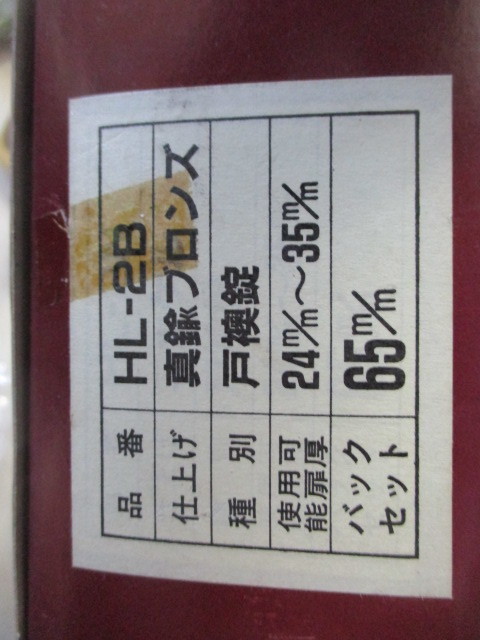 品番 HL-2B
仕上げ 真鍮ブロンズ
種別 戸襖錠
使用可
能扉厚 24m/m〜35m/m
バック
セット 65m/m